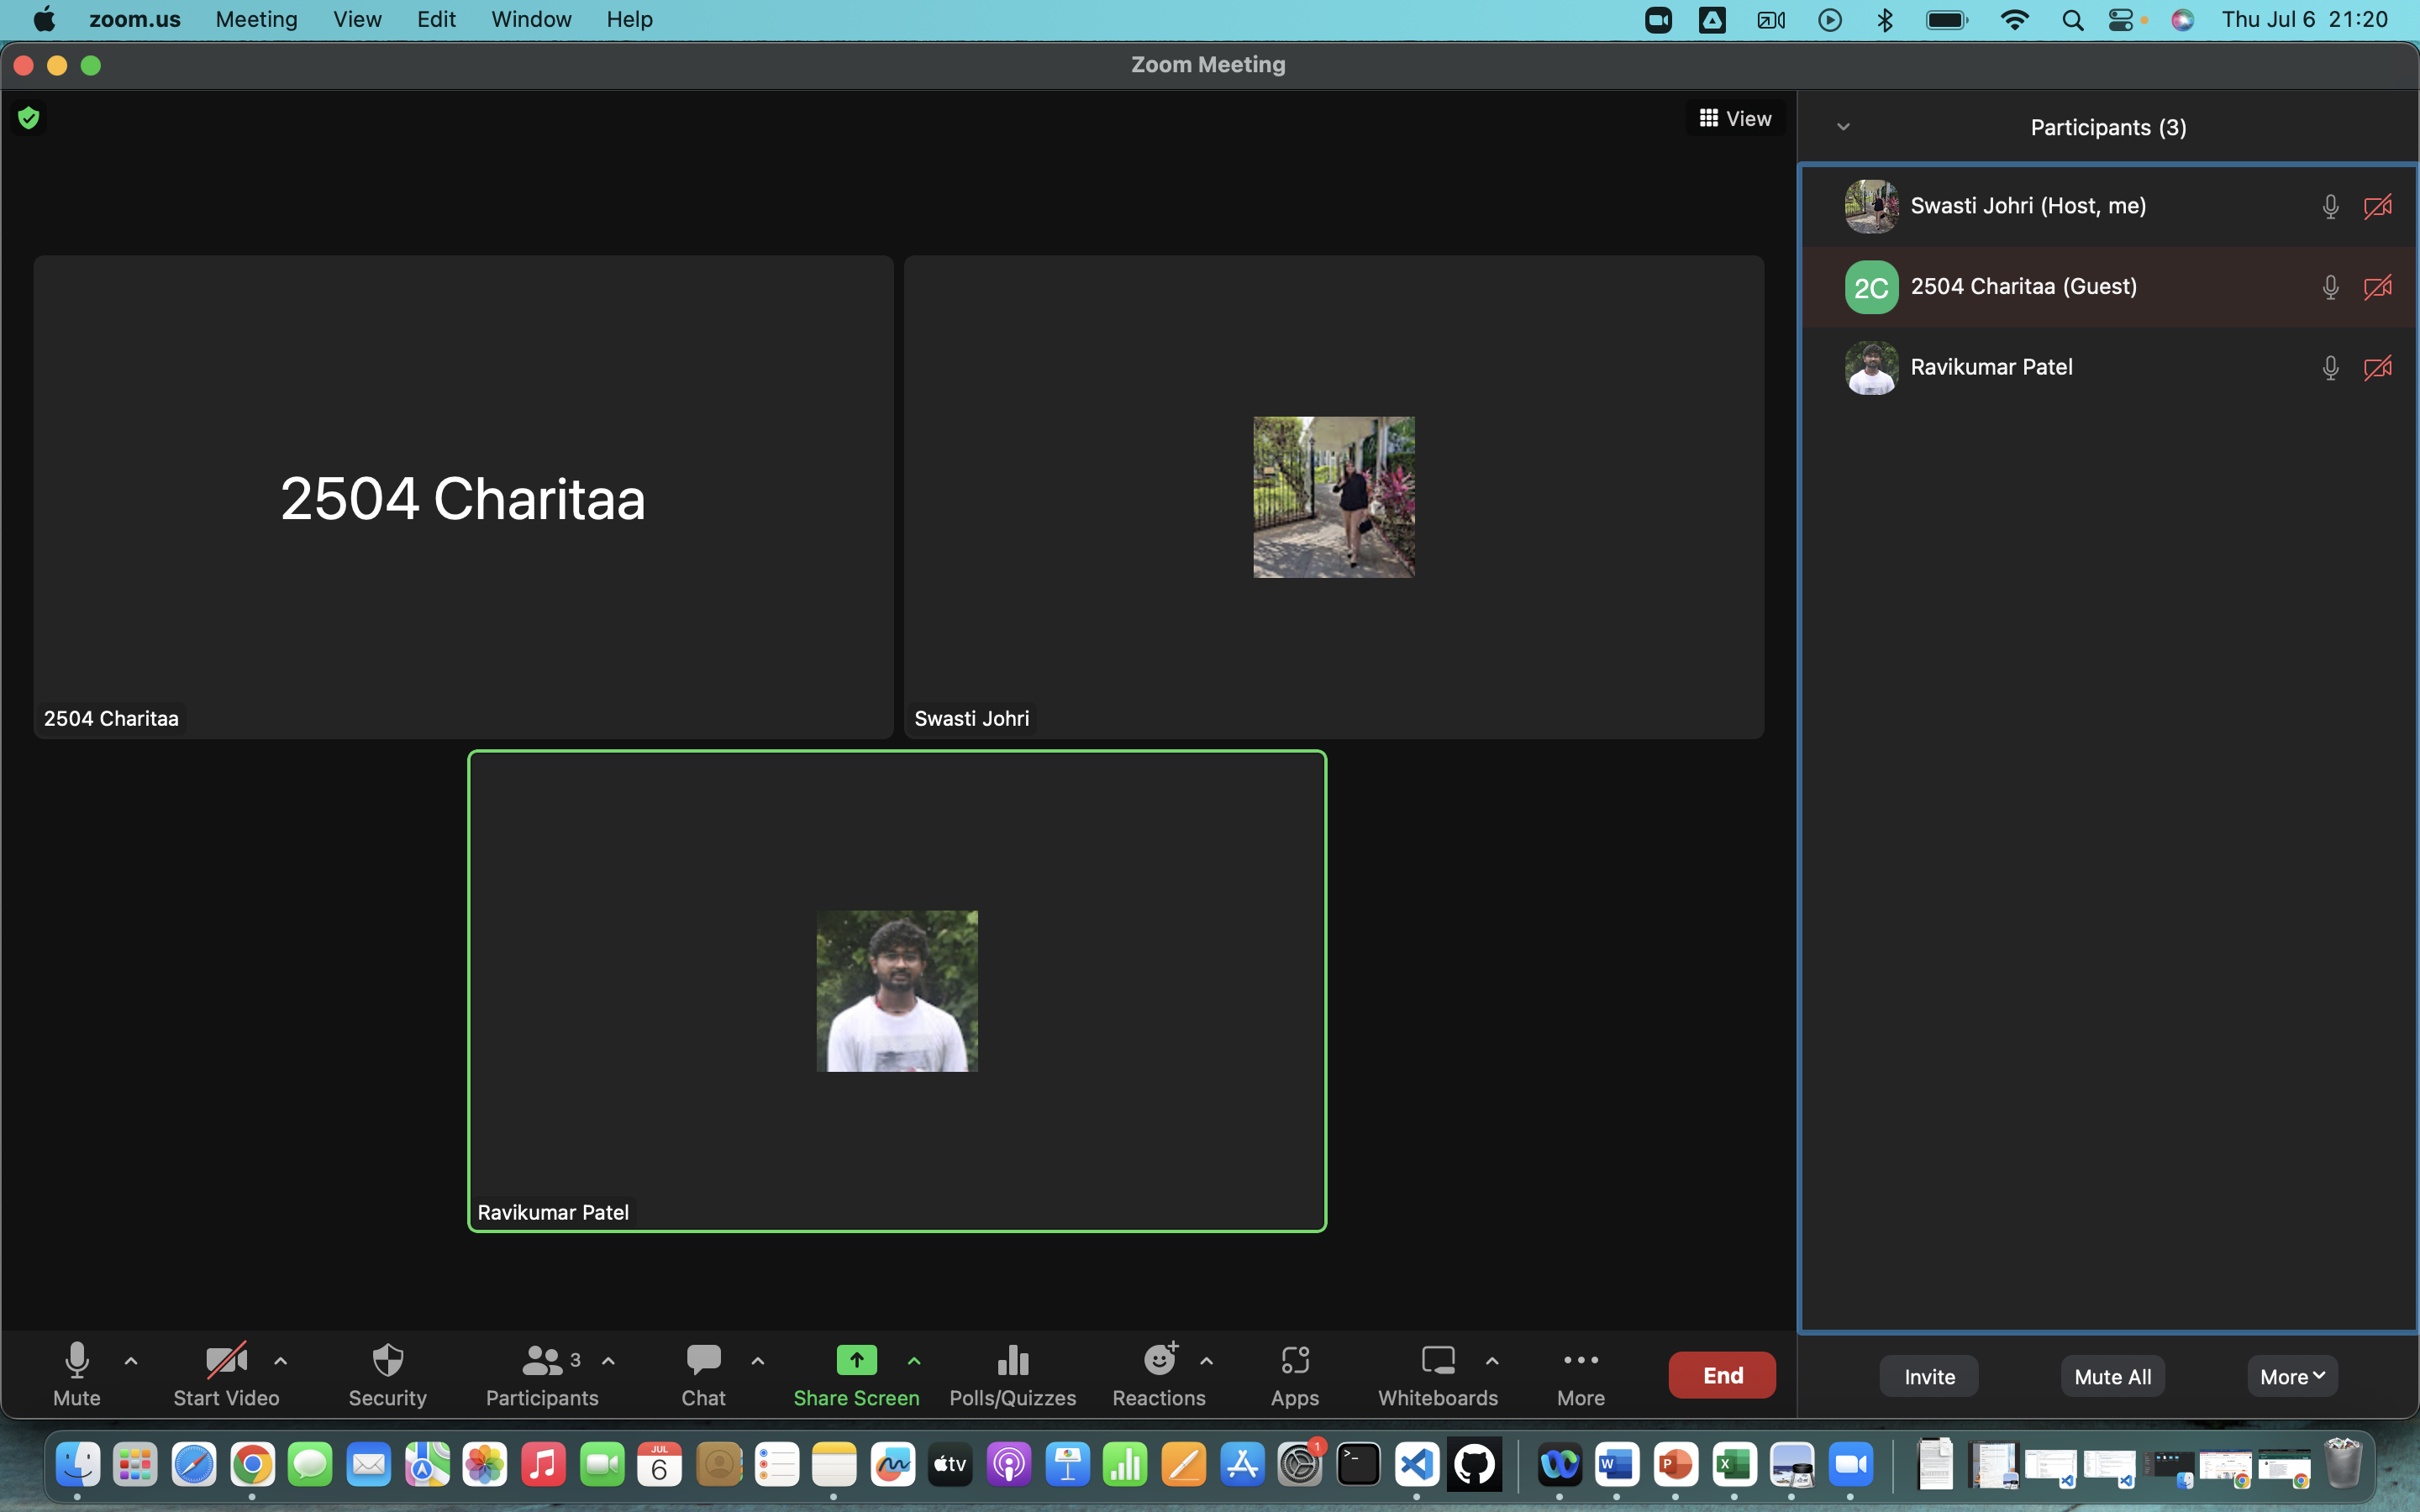 zoom.us Meeting View Edit Window Help Thu Jul 6 21:20
Zoom Meeting
View
Participants (3)
Swasti Johri (Host, me)
2C 2504 Charitaa (Guest)
Ravikumar Patel
2504 Charitaa
2504 Charitaa
Swasti Johri
Ravikumar Patel
3
Mute Start Video Security Participants Chat Share Screen Polls/Quizzes Reactions Apps Whiteboards More
End
Invite Mute All More
JUL
6
tv
1
>_
W
P
X